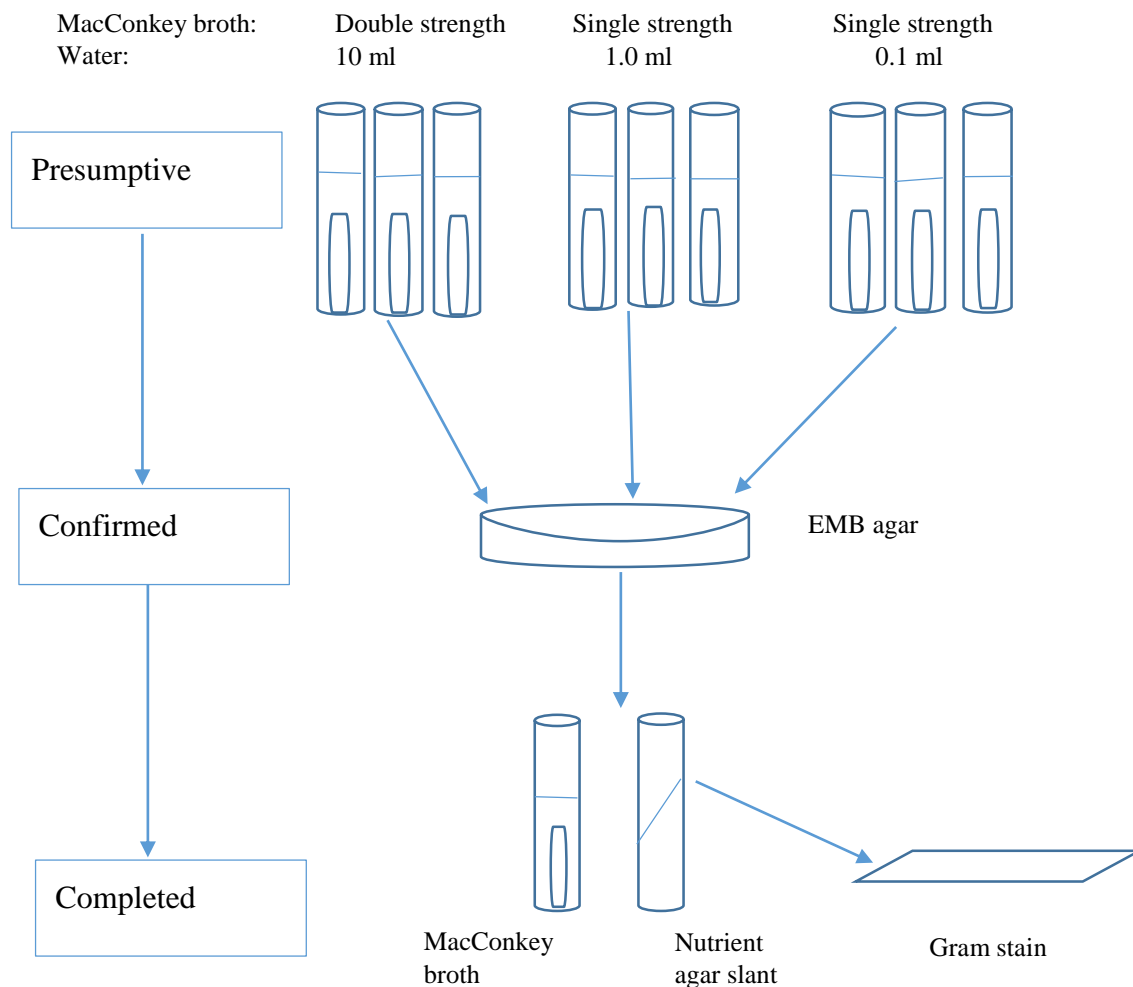 MacConkey broth: Double strength Single strength Single strength
Water: 10 ml 1.0 ml 0.1 ml
Presumptive
Confirmed
EMB agar
Completed
MacConkey
broth
Nutrient
agar slant
Gram stain